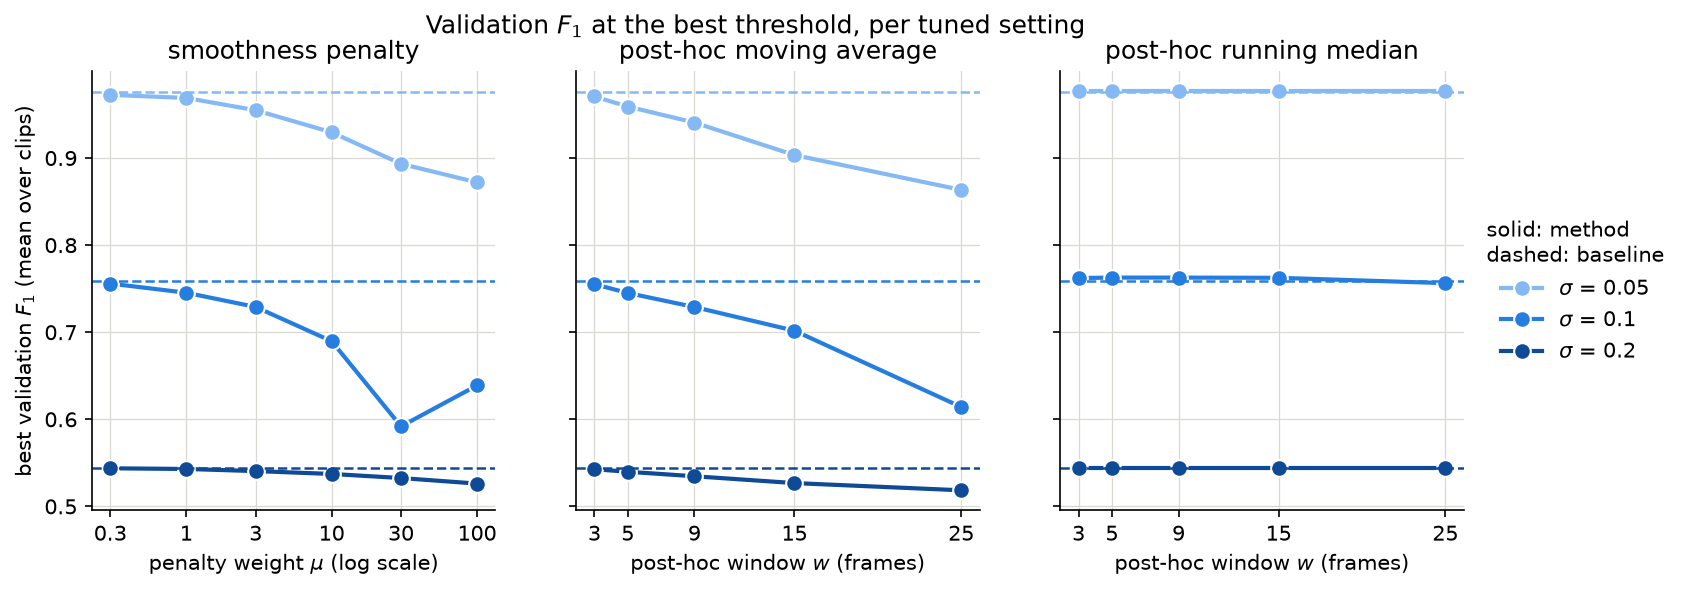 Validation F₁ at the best threshold, per tuned setting
smoothness penalty
post-hoc moving average
post-hoc running median
best validation F₁ (mean over clips)
0.9
0.8
0.7
0.6
0.5
0.3 1 3 10 30 100
penalty weight μ (log scale)
3 5 9 15 25
post-hoc window w (frames)
3 5 9 15 25
post-hoc window w (frames)
solid: method
dashed: baseline
σ = 0.05
σ = 0.1
σ = 0.2